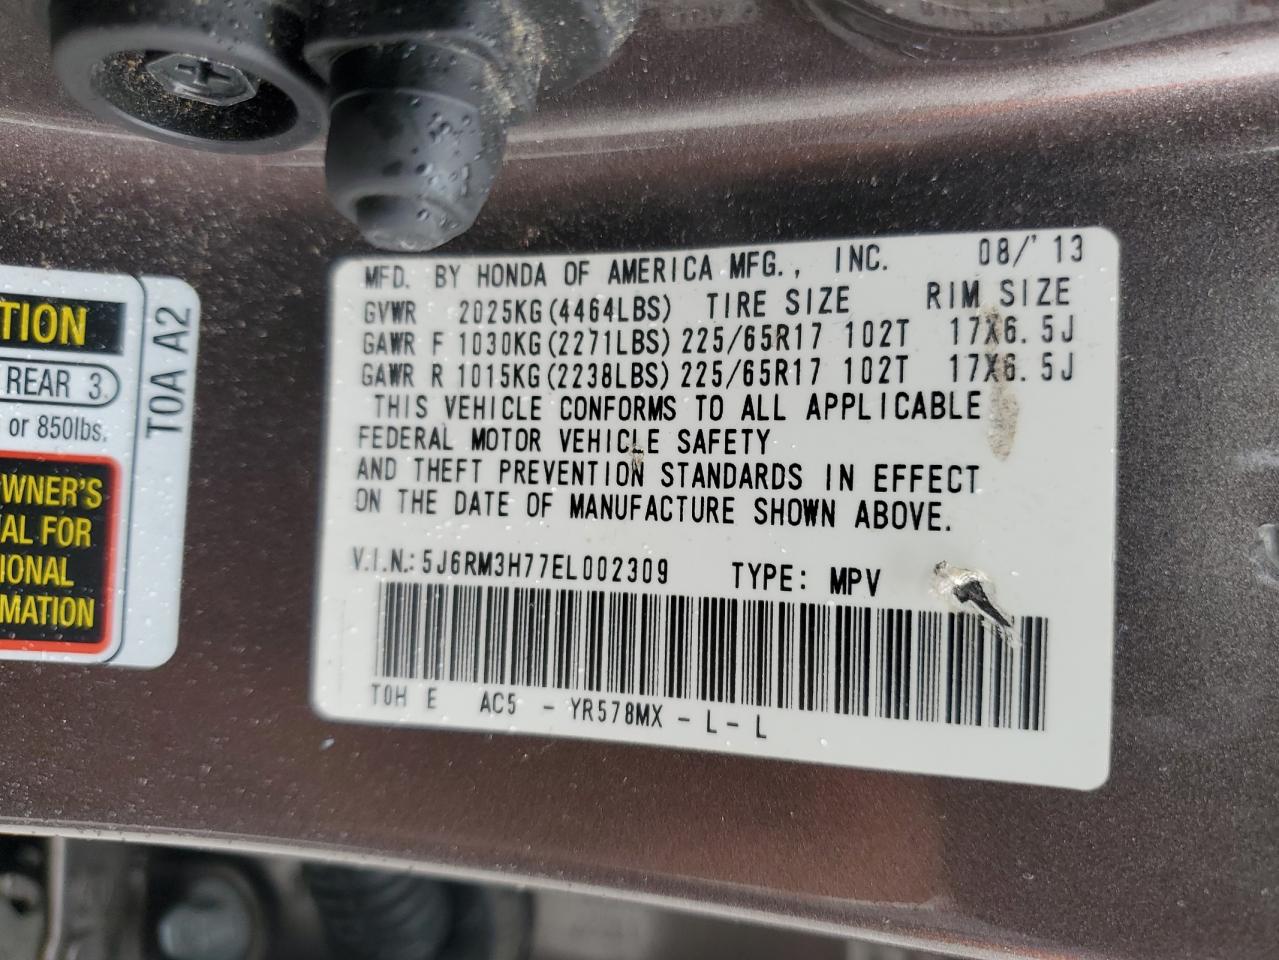 TION
REAR 3
or 850lbs.
WNER'S
AL FOR
IONAL
MATION
T0A A2
MFD. BY HONDA OF AMERICA MFG., INC. 08/'13
GVWR 2025KG(4464LBS) TIRE SIZE RIM SIZE
GAWR F 1030KG(2271LBS) 225/65R17 102T 17X6.5J
GAWR R 1015KG(2238LBS) 225/65R17 102T 17X6.5J
THIS VEHICLE CONFORMS TO ALL APPLICABLE
FEDERAL MOTOR VEHICLE SAFETY
AND THEFT PREVENTION STANDARDS IN EFFECT
ON THE DATE OF MANUFACTURE SHOWN ABOVE.
V.I.N.: 5J6RM3H77EL002309 TYPE: MPV
T0H E AC5 - YR578MX - L - L